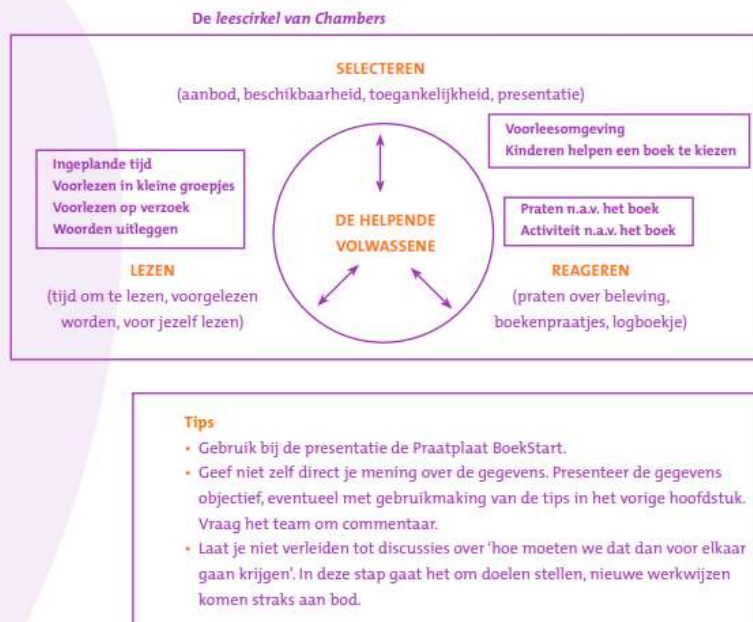 De leescirkel van Chambers
SELECTEREN
(aanbod, beschikbaarheid, toegankelijkheid, presentatie)
Voorleesomgeving
Kinderen helpen een boek te kiezen
Ingeplande tijd
Voorlezen in kleine groepjes
Voorlezen op verzoek
Woorden uitleggen
DE HELPENDE
VOLWASSENE
Praten n.a.v. het boek
Activiteit n.a.v. het boek
LEZEN
(tijd om te lezen, voorgelezen
worden, voor jezelf lezen)
REAGEREN
(praten over beleving,
boekenpraatjes, logboekje)
Tips
• Gebruik bij de presentatie de Praatplaat BoekStart.
• Geef niet zelf direct je mening over de gegevens. Presenteer de gegevens
objectief, eventueel met gebruikmaking van de tips in het vorige hoofdstuk.
Vraag het team om commentaar.
• Laat je niet verleiden tot discussies over ‘hoe moeten we dat dan voor elkaar
gaan krijgen’. In deze stap gaat het om doelen stellen, nieuwe werkwijzen
komen straks aan bod.